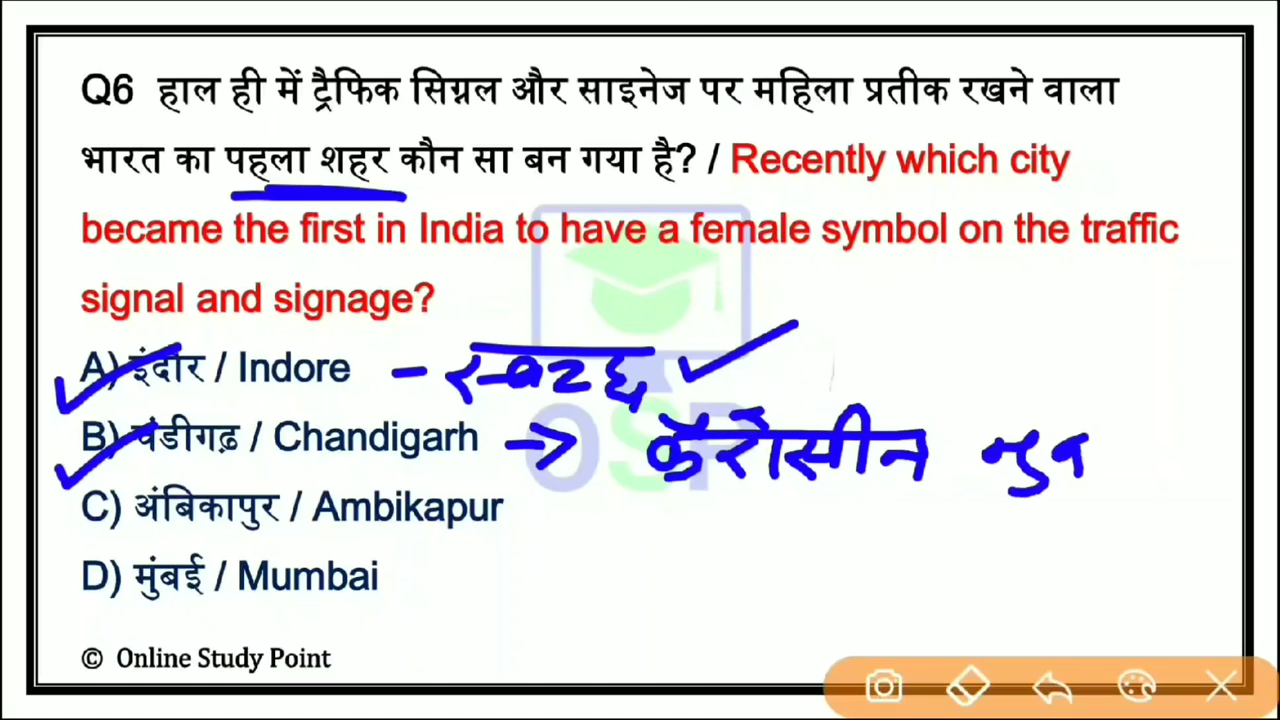 Q6 हाल ही में ट्रैफिक सिग्नल और साइनेज पर महिला प्रतीक रखने वाला
भारत का पहला शहर कौन सा बन गया है? / Recently which city
became the first in India to have a female symbol on the traffic
signal and signage?
A) इंदौर / Indore
B) चंडीगढ़ / Chandigarh → कैरोसीन
C) अंबिकापुर / Ambikapur
D) मुंबई / Mumbai
OSP
© Online Study Point